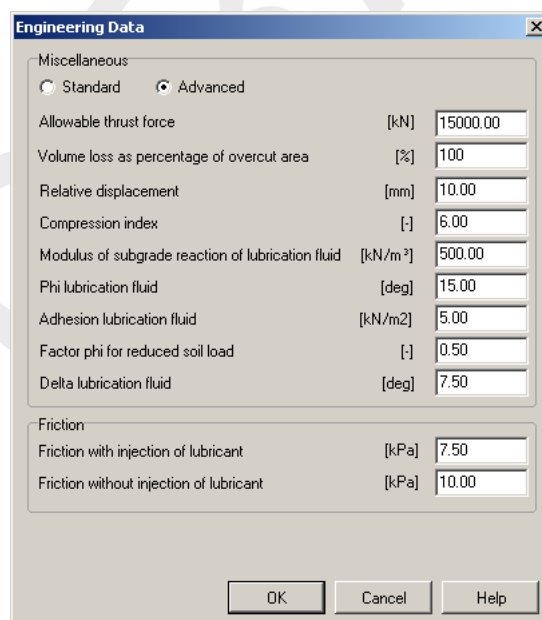 Engineering Data
Miscellaneous
Standard Advanced
Allowable thrust force [kN] 15000.00
Volume loss as percentage of overcut area [%] 100
Relative displacement [mm] 10.00
Compression index [-] 6.00
Modulus of subgrade reaction of lubrication fluid [kN/m³] 500.00
Phi lubrication fluid [deg] 15.00
Adhesion lubrication fluid [kN/m2] 5.00
Factor phi for reduced soil load [-] 0.50
Delta lubrication fluid [deg] 7.50
Friction
Friction with injection of lubricant [kPa] 7.50
Friction without injection of lubricant [kPa] 10.00
OK Cancel Help